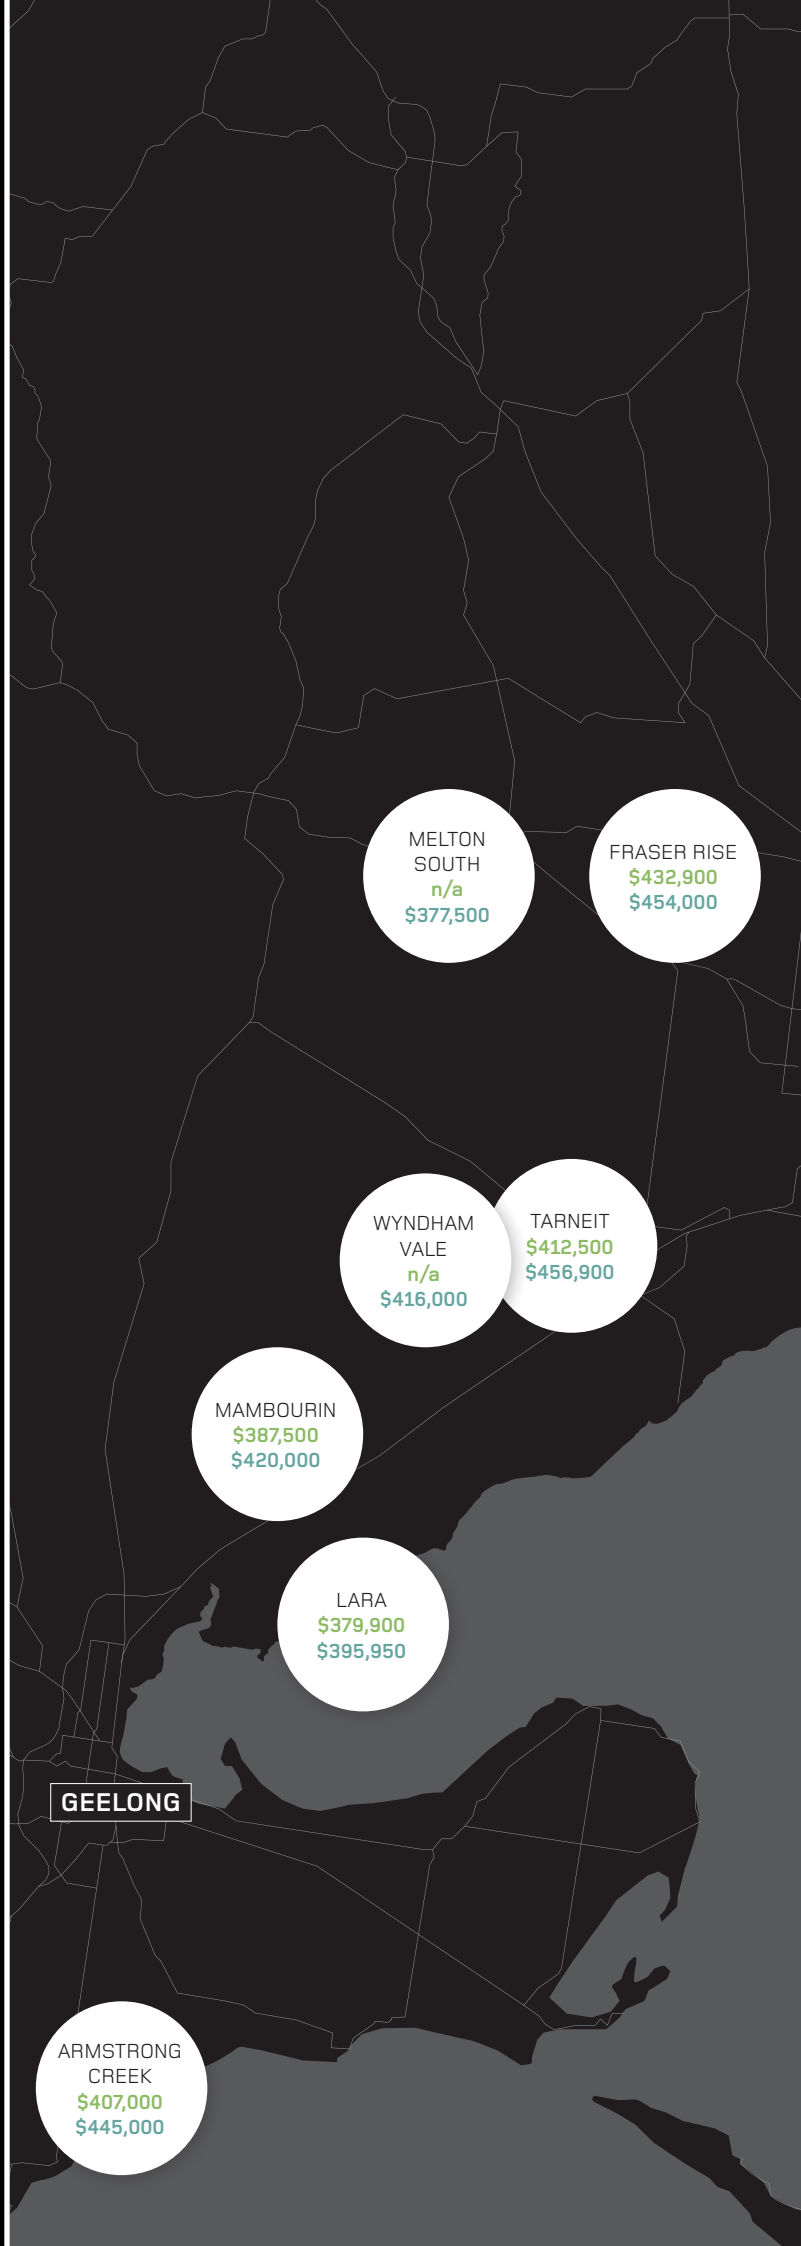 MELTON
SOUTH
n/a
$377,500
FRASER RISE
$432,900
$454,000
WYNDHAM
VALE
n/a
$416,000
TARNEIT
$412,500
$456,900
MAMBOURIN
$387,500
$420,000
LARA
$379,900
$395,950
GEELONG
ARMSTRONG
CREEK
$407,000
$445,000